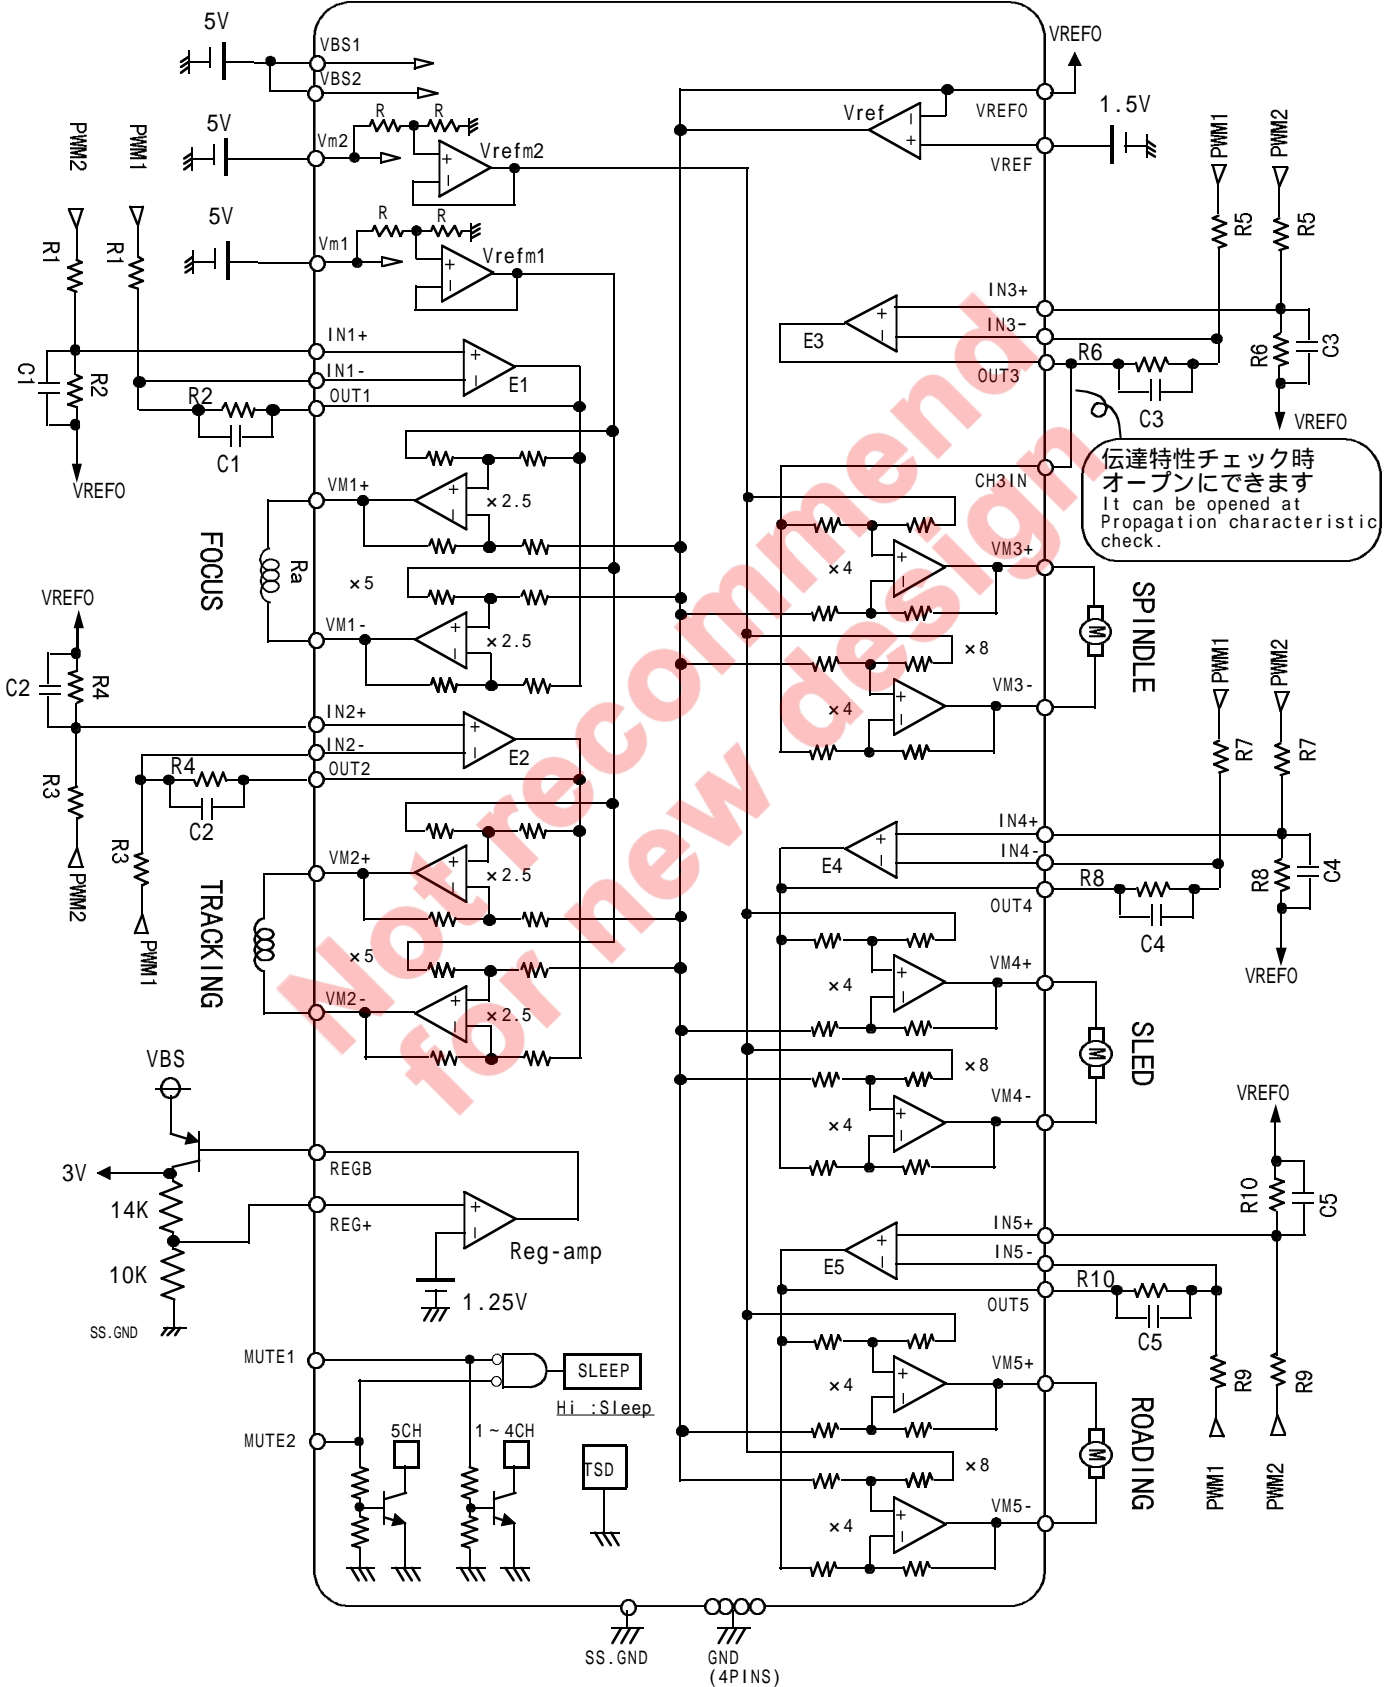 5V
VBS1
VBS2
VREFO
Vref
VREFO
1.5V
VREF
PWM2
PWM1
5V
Vm2
R
R
Vrefm2
PWM1
PWM2
5V
Vm1
R
R
Vrefm1
R1
R1
R5
R5
IN3+
IN3-
E3
OUT3
R6
C3
R6
C3
VREFO
IN1+
IN1-
OUT1
E1
C1
R2
R2
C1
VREFO
伝達特性チェック時
オープンにできます
It can be opened at
Propagation characteristic
check.
CH3IN
VM1+
×2.5
FOCUS
Ra
×5
VM1-
×2.5
VM3+
×4
×8
VM3-
×4
SPINDLE
VREFO
C2
R4
IN2+
IN2-
OUT2
E2
R4
C2
R3
R3
PWM2
PWM1
PWM1
PWM2
R7
R7
IN4+
IN4-
E4
OUT4
R8
C4
R8
C4
VREFO
VM2+
×2.5
TRACKING
×5
VM2-
×2.5
VM4+
×4
×8
VM4-
×4
SLED
VBS
3V
14K
10K
SS.GND
REGB
REG+
Reg-amp
1.25V
VREFO
R10
C5
IN5+
IN5-
E5
OUT5
R10
C5
R9
R9
PWM1
PWM2
MUTE1
MUTE2
SLEEP
Hi :Sleep
5CH
1~4CH
TSD
VM5+
×4
×8
VM5-
×4
ROADING
SS.GND
GND
(4PINS)
Not recommend
for new design